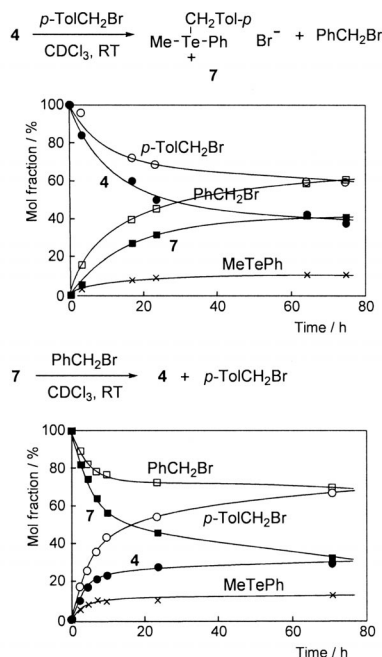 CH₂Tol-p
4 p-TolCH₂Br Me-Te-Ph Br⁻ + PhCH₂Br
CDCl₃, RT +
7
Mol fraction / %
100
80
60
40
20
0
p-TolCH₂Br
4
PhCH₂Br
7
MeTePh
0 20 40 60 80
Time / h
7 PhCH₂Br 4 + p-TolCH₂Br
CDCl₃, RT
Mol fraction / %
100
80
60
40
20
0
PhCH₂Br
7
p-TolCH₂Br
4
MeTePh
0 20 40 60 80
Time / h